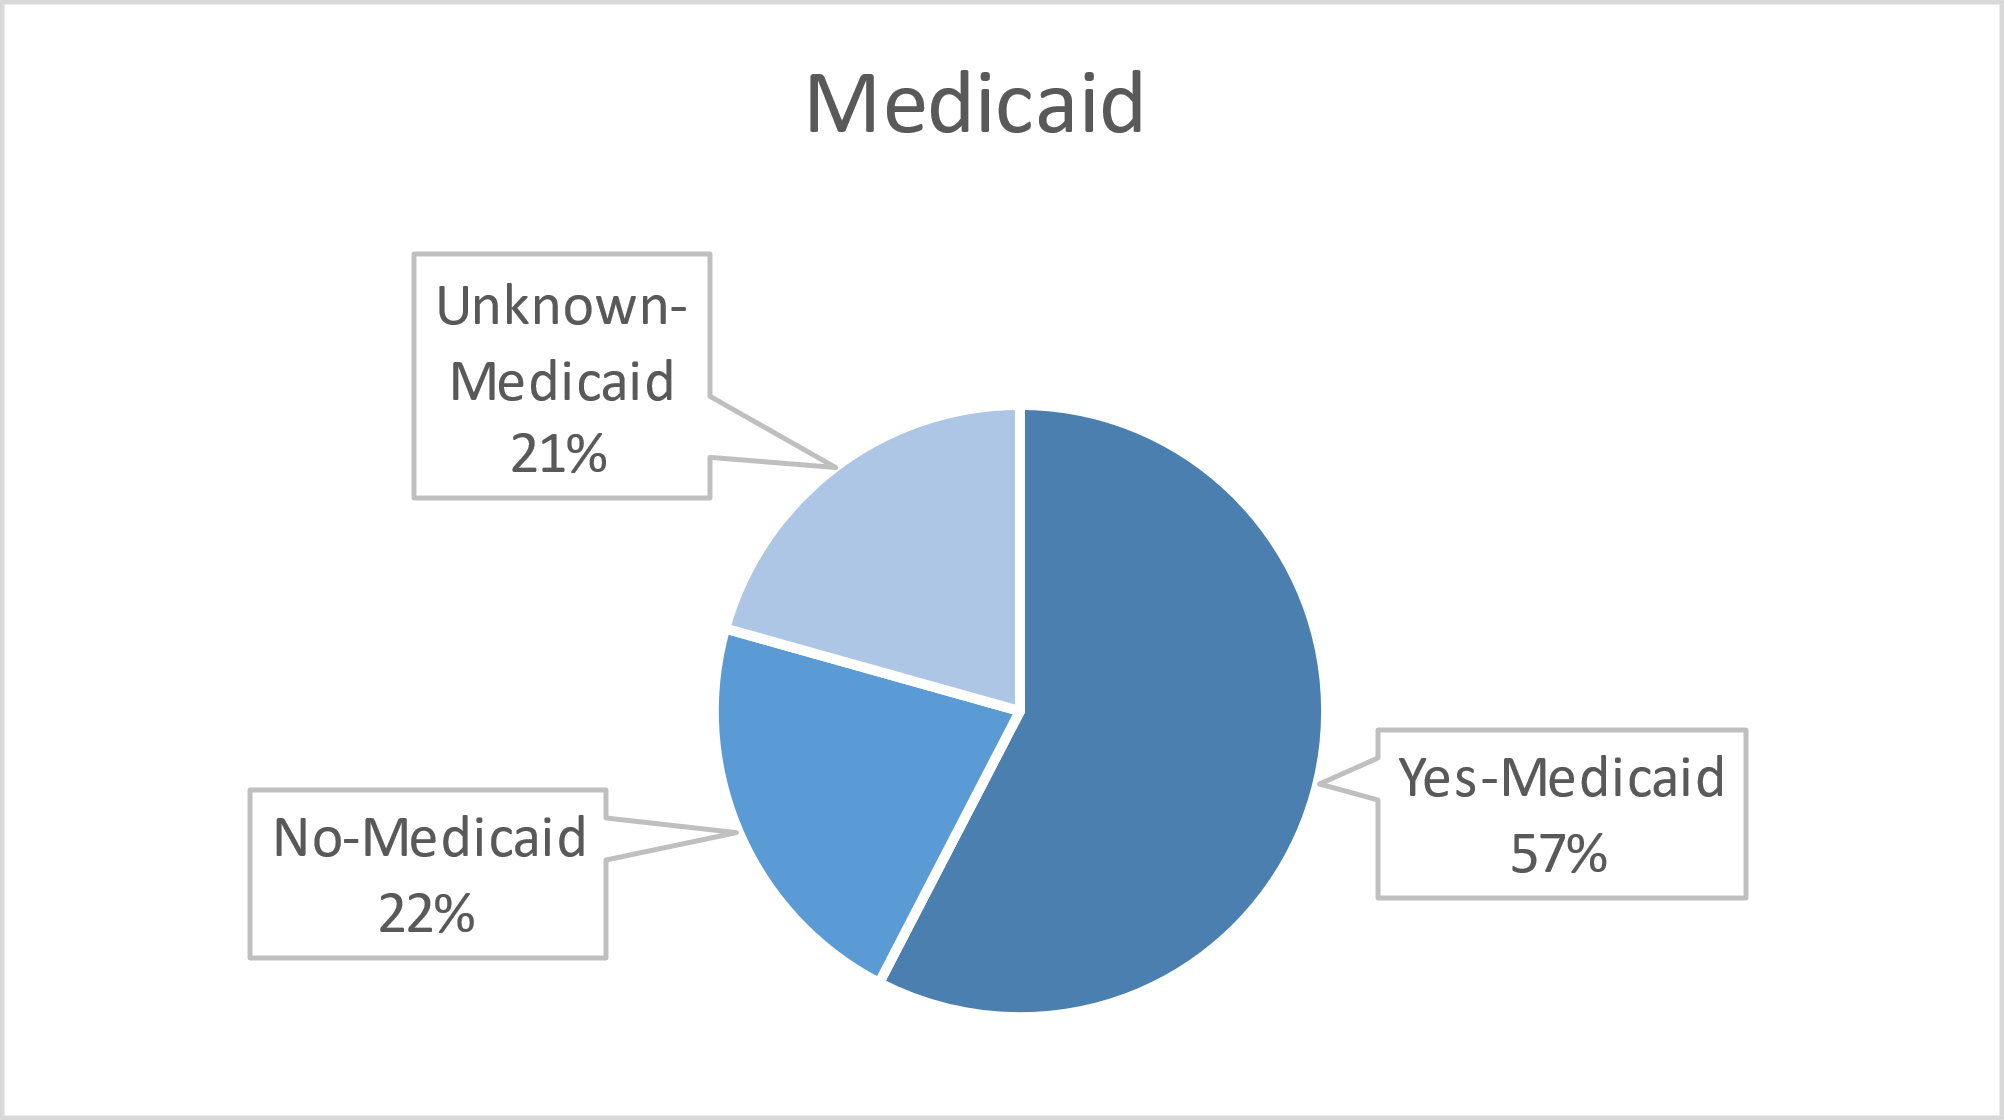 Medicaid
Unknown-
Medicaid
21%
Yes-Medicaid
57%
No-Medicaid
22%